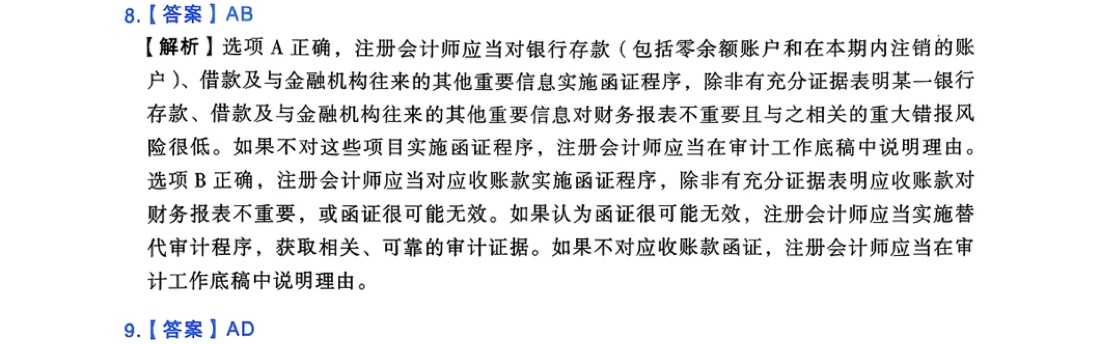 8.【答案】AB
【解析】选项 A 正确，注册会计师应当对银行存款（包括零余额账户和在本期内注销的账
户）、借款及与金融机构往来的其他重要信息实施函证程序，除非有充分证据表明某一银行
存款、借款及与金融机构往来的其他重要信息对财务报表不重要且与之相关的重大错报风
险很低。如果不对这些项目实施函证程序，注册会计师应当在审计工作底稿中说明理由。
选项 B 正确，注册会计师应当对应收账款实施函证程序，除非有充分证据表明应收账款对
财务报表不重要，或函证很可能无效。如果认为函证很可能无效，注册会计师应当实施替
代审计程序，获取相关、可靠的审计证据。如果不对应收账款函证，注册会计师应当在审
计工作底稿中说明理由。
9.【答案】AD